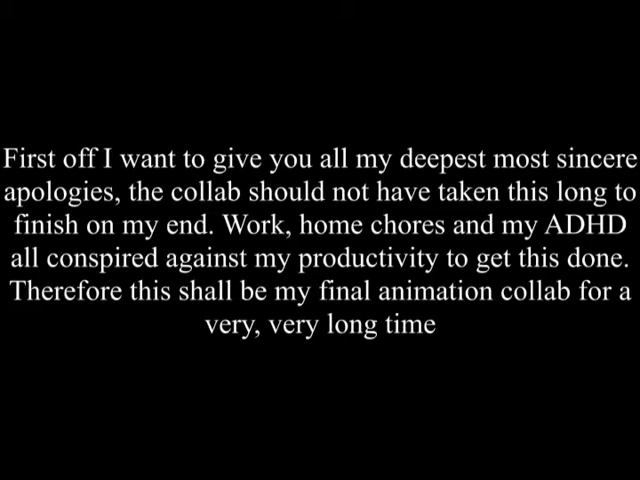 First off I want to give you all my deepest most sincere
apologies, the collab should not have taken this long to
finish on my end. Work, home chores and my ADHD
all conspired against my productivity to get this done.
Therefore this shall be my final animation collab for a
very, very long time